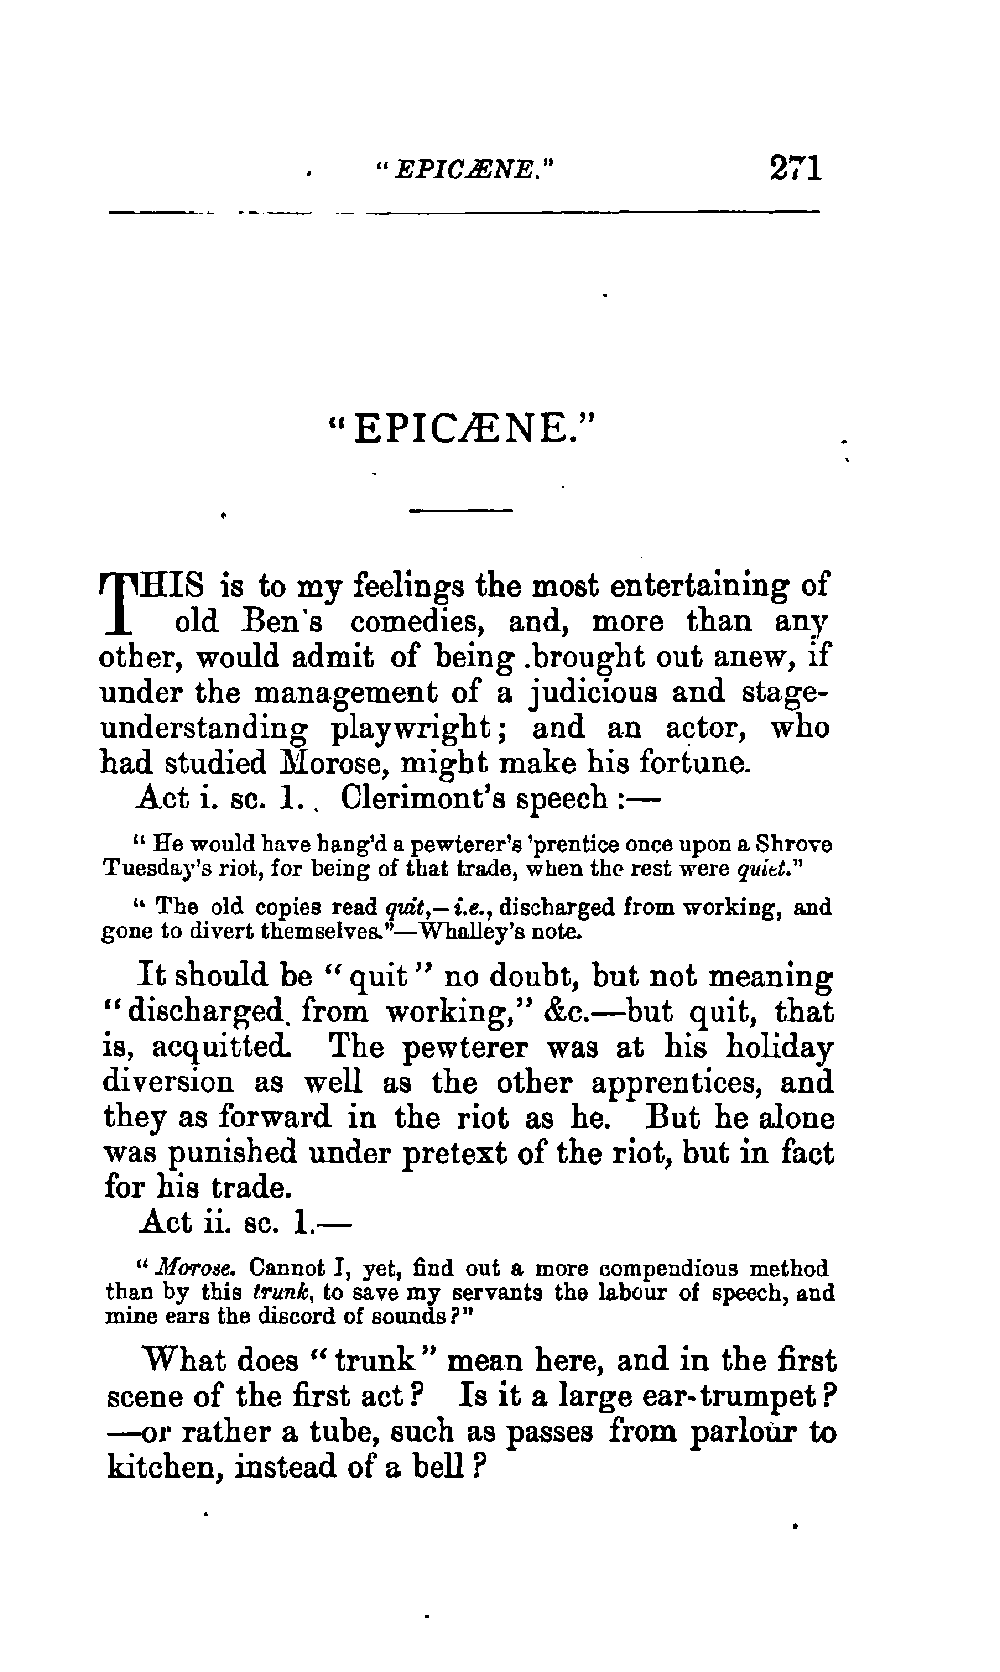 "EPICÆNE." 271
"EPICÆNE."
THIS is to my feelings the most entertaining of
old Ben's comedies, and, more than any
other, would admit of being brought out anew, if
under the management of a judicious and stage-
understanding playwright; and an actor, who
had studied Morose, might make his fortune.
Act i. sc. 1. Clerimont's speech:—
"He would have hang'd a pewterer's 'prentice once upon a Shrove
Tuesday's riot, for being of that trade, when the rest were quiet."
"The old copies read quit,—i.e., discharged from working, and
gone to divert themselves."—Whalley's note.
It should be "quit" no doubt, but not meaning
"discharged from working," &c.—but quit, that
is, acquitted. The pewterer was at his holiday
diversion as well as the other apprentices, and
they as forward in the riot as he. But he alone
was punished under pretext of the riot, but in fact
for his trade.
Act ii. sc. 1.—
"Morose. Cannot I, yet, find out a more compendious method
than by this trunk, to save my servants the labour of speech, and
mine ears the discord of sounds?"
What does "trunk" mean here, and in the first
scene of the first act? Is it a large ear-trumpet?
—or rather a tube, such as passes from parlour to
kitchen, instead of a bell?